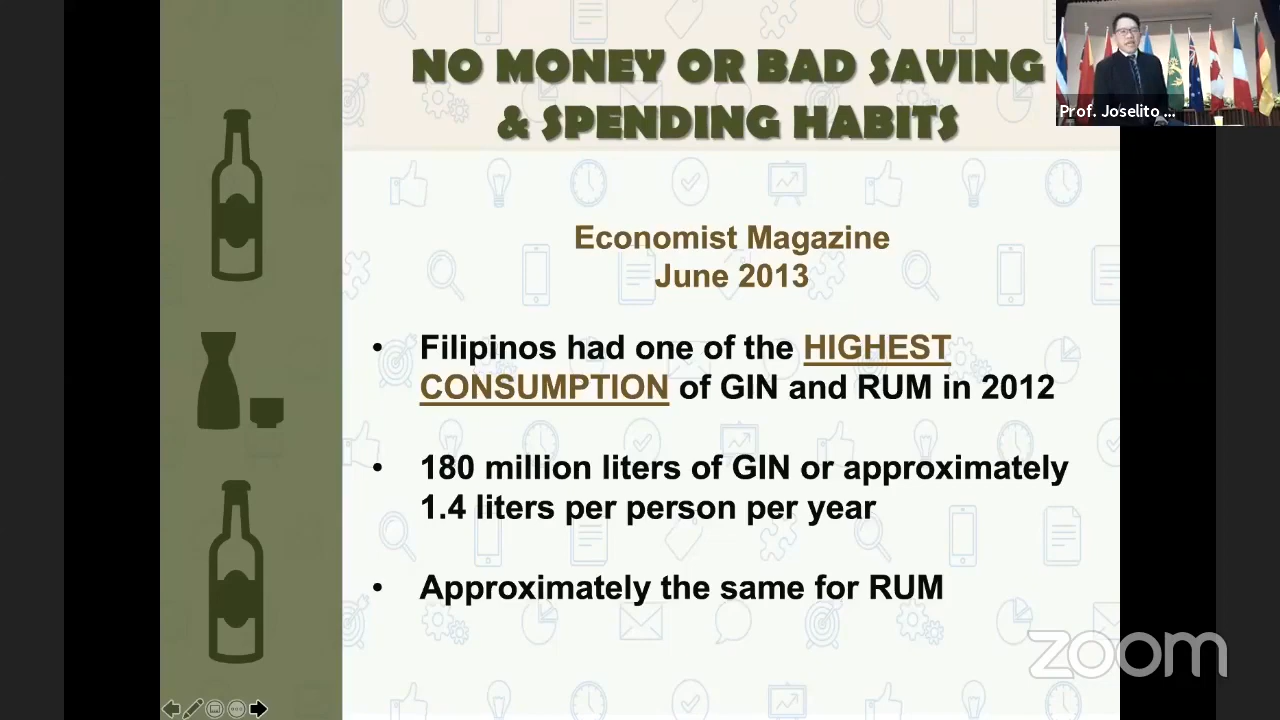 NO MONEY OR BAD SAVING
& SPENDING HABITS
Prof. Joselito ...
Economist Magazine
June 2013
• Filipinos had one of the HIGHEST
CONSUMPTION of GIN and RUM in 2012
• 180 million liters of GIN or approximately
1.4 liters per person per year
• Approximately the same for RUM
zoom